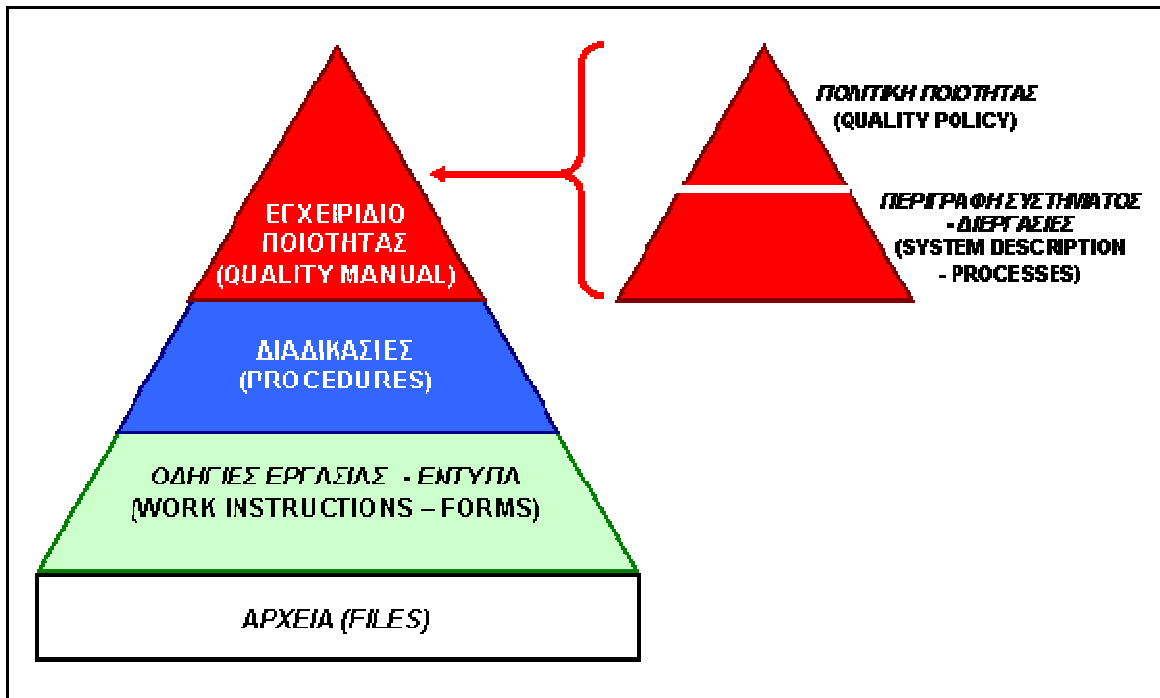 ΕΓΧΕΙΡΙΔΙΟ
ΠΟΙΟΤΗΤΑΣ
(QUALITY MANUAL)
ΔΙΑΔΙΚΑΣΙΕΣ
(PROCEDURES)
ΟΔΗΓΙΕΣ ΕΡΓΑΣΙΑΣ - ΕΝΤΥΠΑ
(WORK INSTRUCTIONS – FORMS)
ΑΡΧΕΙΑ (FILES)
ΠΟΛΙΤΙΚΗ ΠΟΙΟΤΗΤΑΣ
(QUALITY POLICY)
ΠΕΡΙΓΡΑΦΗ ΣΥΣΤΗΜΑΤΟΣ
- ΔΙΕΡΓΑΣΙΕΣ
(SYSTEM DESCRIPTION
- PROCESSES)